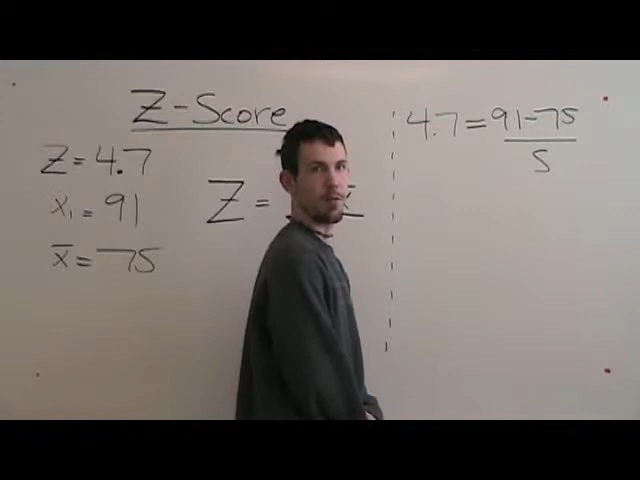 Z-Score
Z = 4.7
x₁ = 91
x̄ = 75
Z =
4.7 = 91-75
S